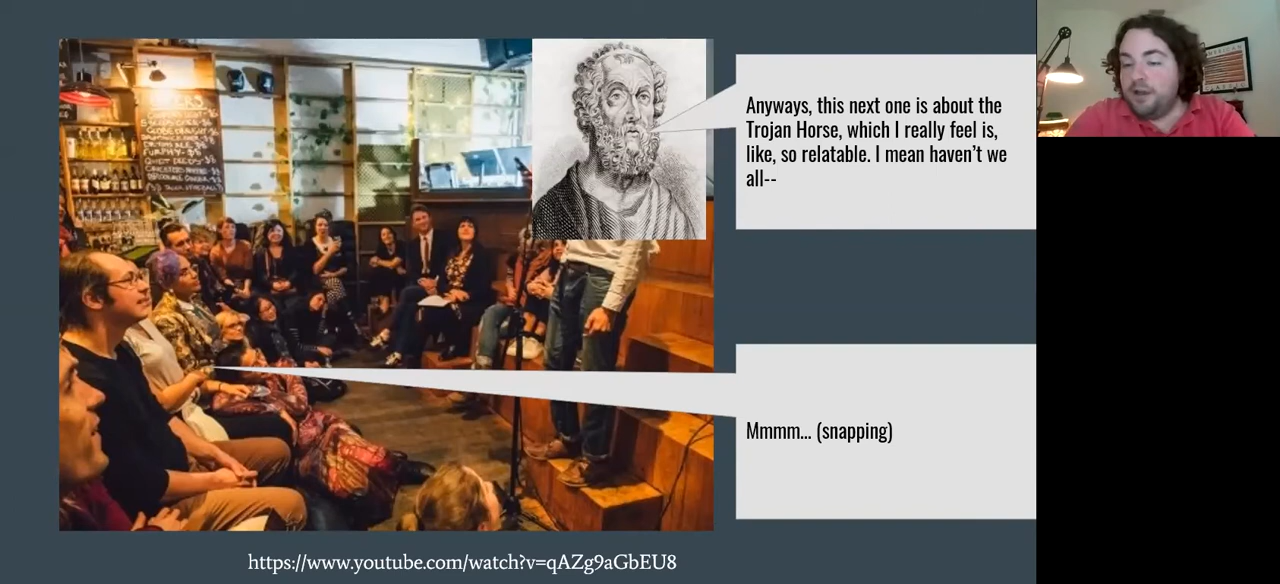 Anyways, this next one is about the
Trojan Horse, which I really feel is,
like, so relatable. I mean haven't we
all--
Mmmm... (snapping)
https://www.youtube.com/watch?v=qAZg9aGbEU8